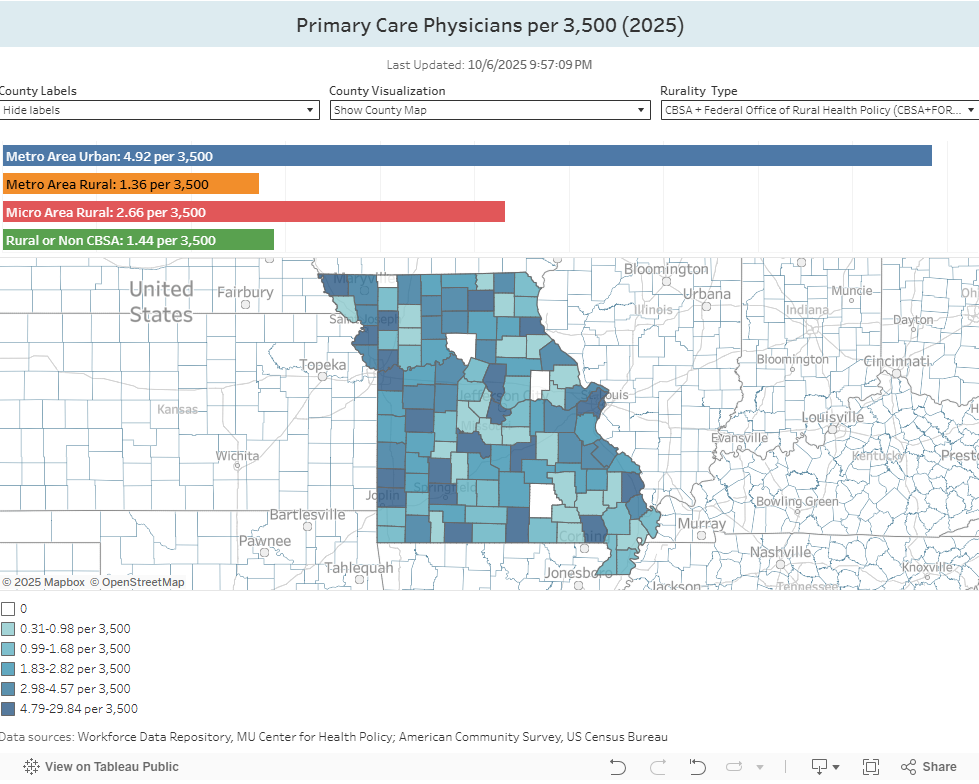 Primary Care Physicians per 3,500 (2025)
Last Updated: 10/6/2025 9:57:09 PM
County Labels
County Visualization
Rurality Type
Hide labels
Show County Map
CBSA + Federal Office of Rural Health Policy (CBSA+FOR...
Metro Area Urban: 4.92 per 3,500
Metro Area Rural: 1.36 per 3,500
Micro Area Rural: 2.66 per 3,500
Rural or Non CBSA: 1.44 per 3,500
Maryville
Bloomington
United
States
Fairbury
Urbana
Muncie
Illinois
Indiana
Dayton
Topeka
Bloomington
Cincinnati
Kansas
St. Louis
Louisville
Evansville
Wichita
Kentucky
Joplin
Springfield
Bartlesville
Bowling Green
Murray
Pawnee
Corning
Nashville
Tahlequah
Jonesboro
Knoxville
Jackson
Tennessee
© 2025 Mapbox © OpenStreetMap
0
0.31-0.98 per 3,500
0.99-1.68 per 3,500
1.83-2.82 per 3,500
2.98-4.57 per 3,500
4.79-29.84 per 3,500
Data sources: Workforce Data Repository, MU Center for Health Policy; American Community Survey, US Census Bureau
View on Tableau Public
Share